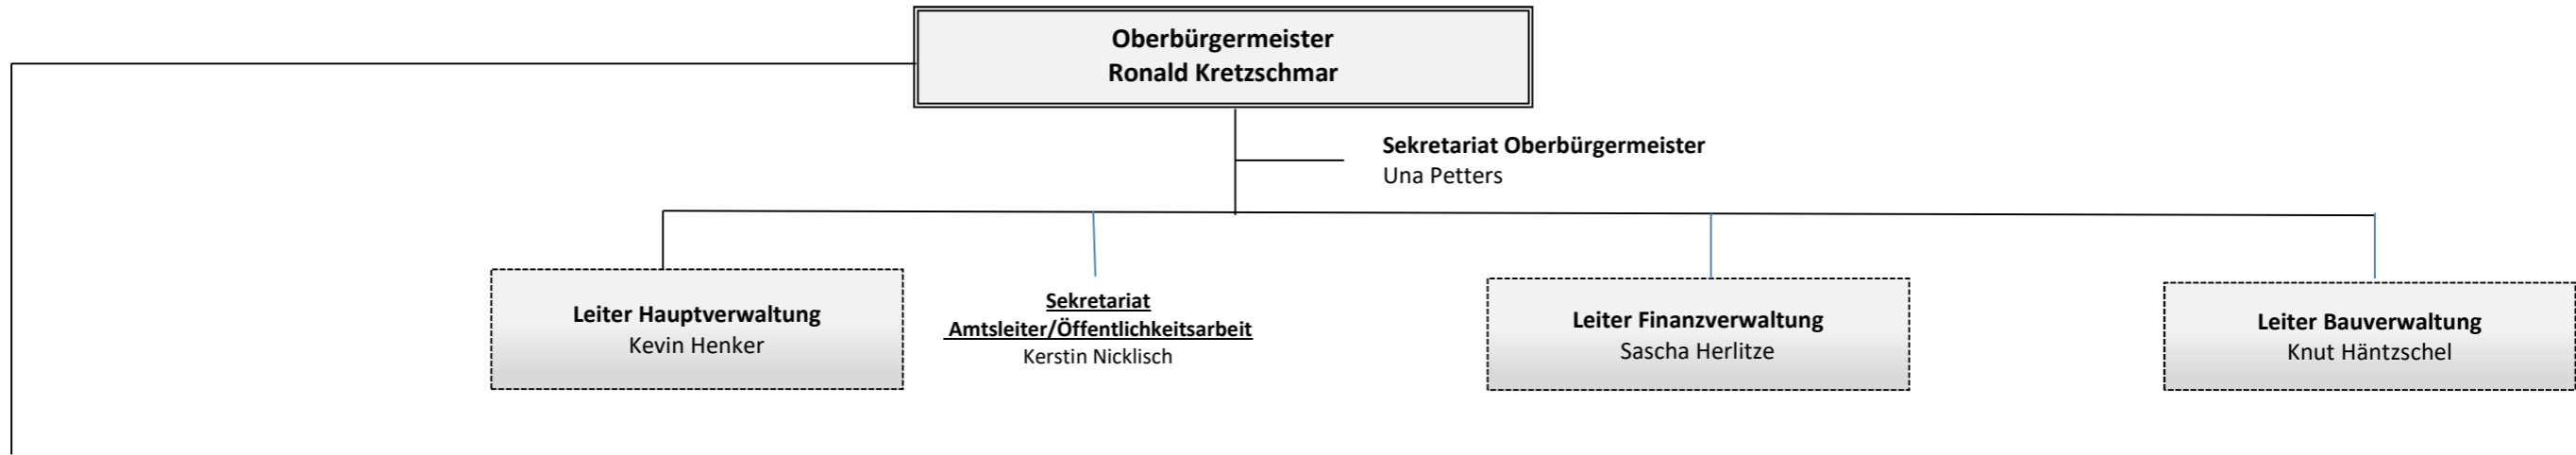 Oberbürgermeister
Ronald Kretzschmar
Sekretariat Oberbürgermeister
Una Petters
Leiter Hauptverwaltung
Kevin Henker
Sekretariat
Amtsleiter/Öffentlichkeitsarbeit
Kerstin Nicklisch
Leiter Finanzverwaltung
Sascha Herlitze
Leiter Bauverwaltung
Knut Häntzschel